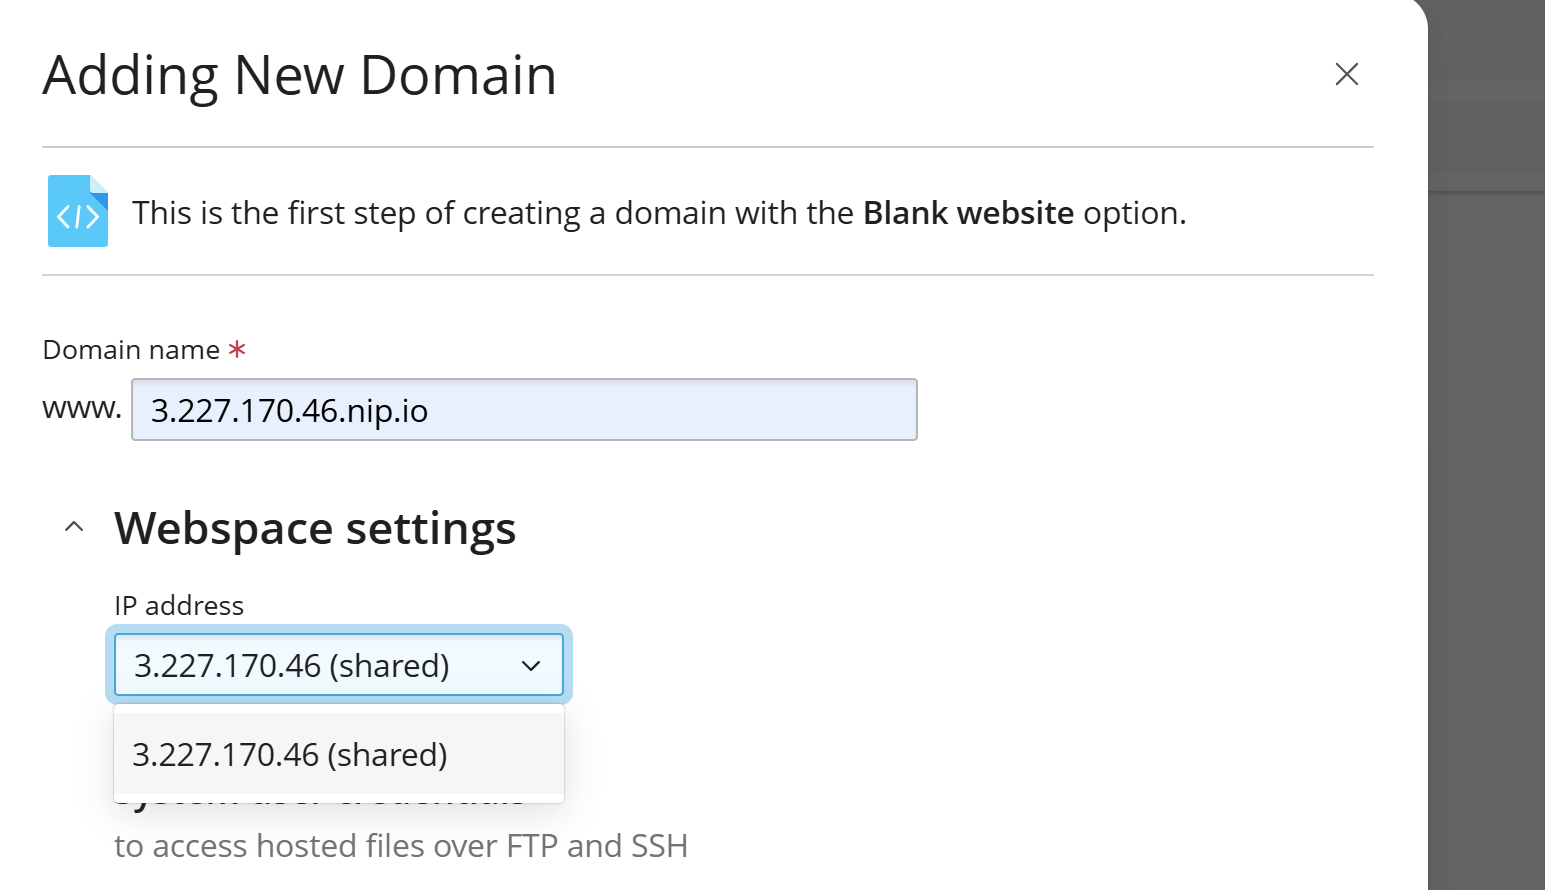 Adding New Domain
</>
This is the first step of creating a domain with the Blank website option.
Domain name *
www. 3.227.170.46.nip.io
Webspace settings
IP address
3.227.170.46 (shared)
3.227.170.46 (shared)
to access hosted files over FTP and SSH